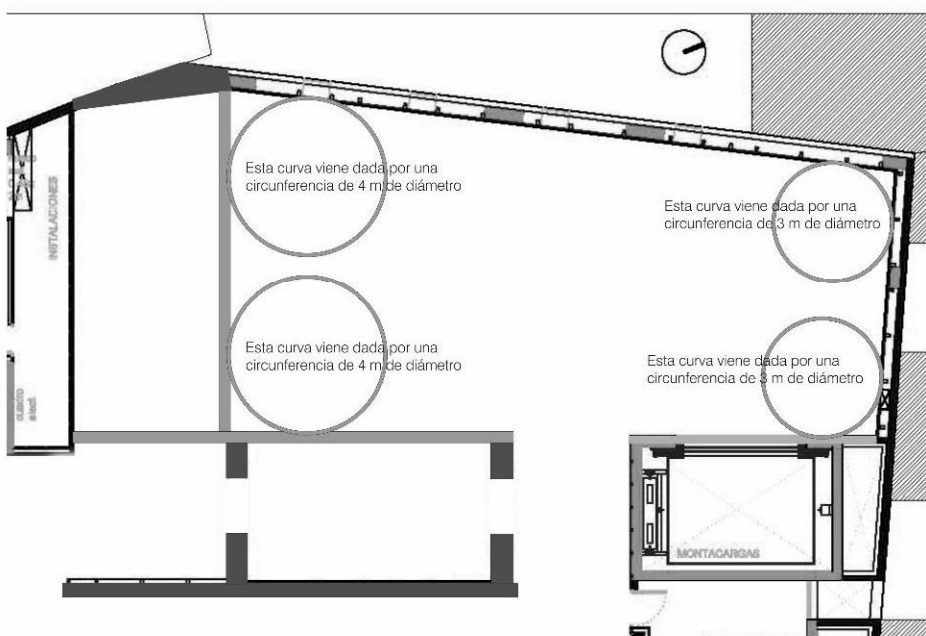 Esta curva viene dada por una
circunferencia de 4 m de diámetro
Esta curva viene dada por una
circunferencia de 3 m de diámetro
INSTALACIONES
Esta curva viene dada por una
circunferencia de 4 m de diámetro
Esta curva viene dada por una
circunferencia de 3 m de diámetro
cuadro
elect.
MONTACARGAS